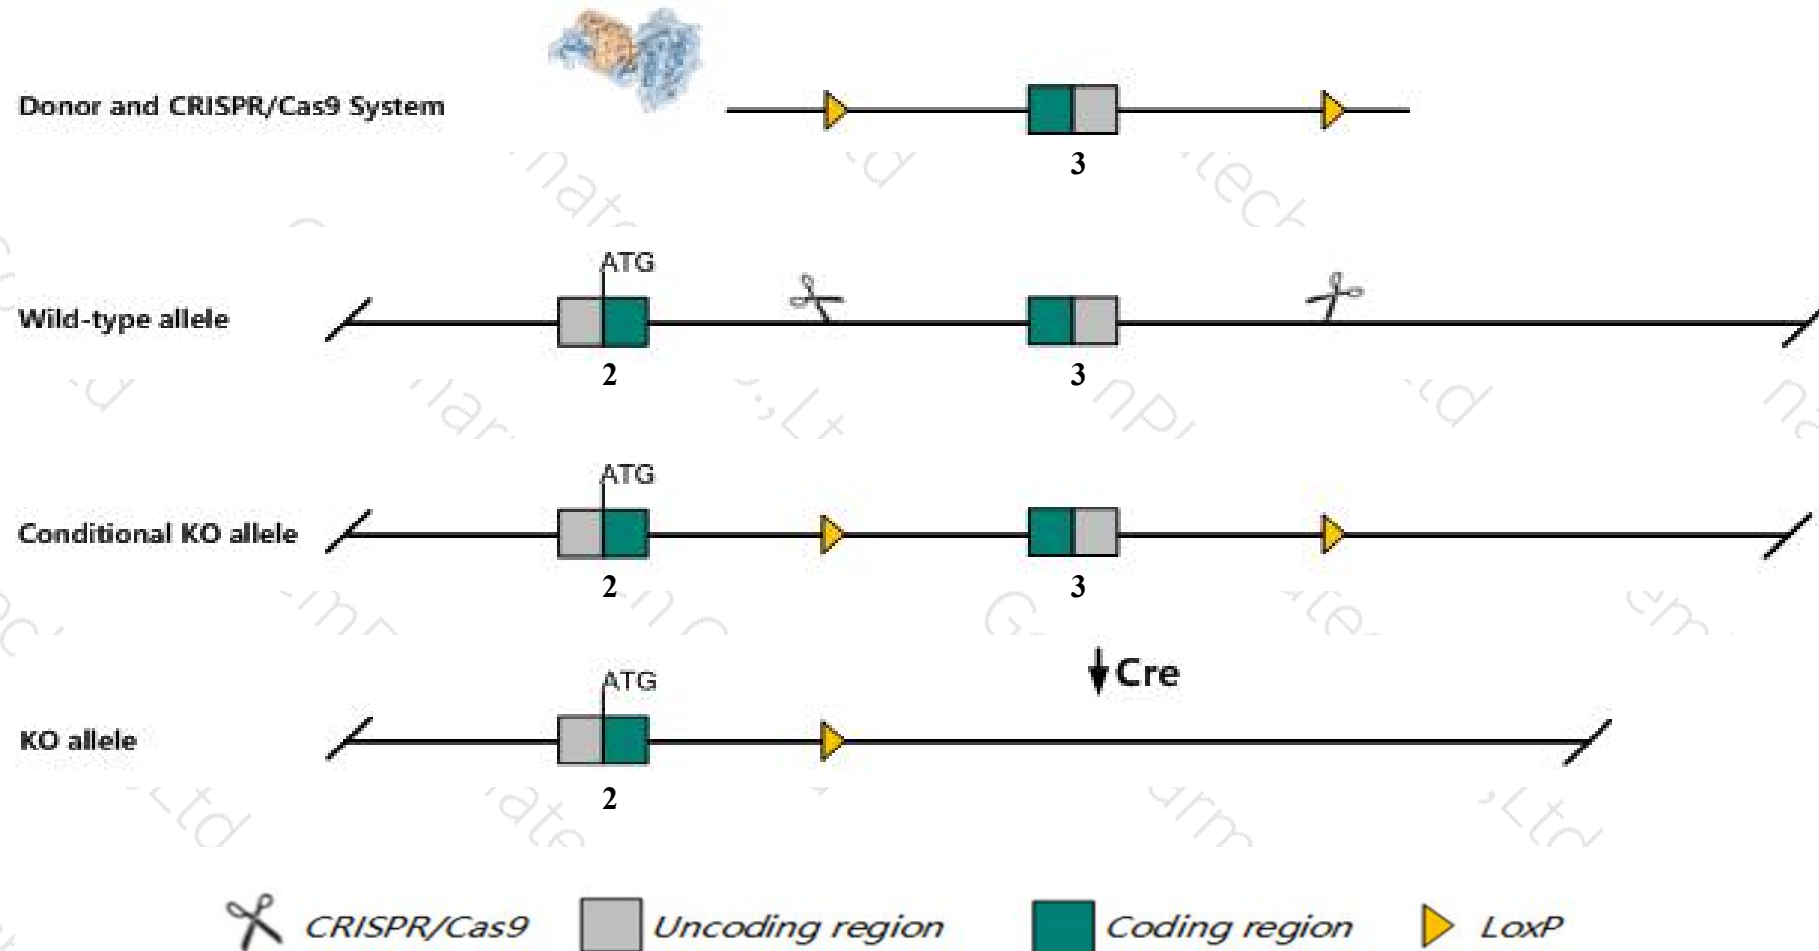 Donor and CRISPR/Cas9 System
3
ATG
Wild-type allele
2 3
ATG
Conditional KO allele
2 3
Cre
ATG
KO allele
2
CRISPR/Cas9 Uncoding region Coding region LoxP